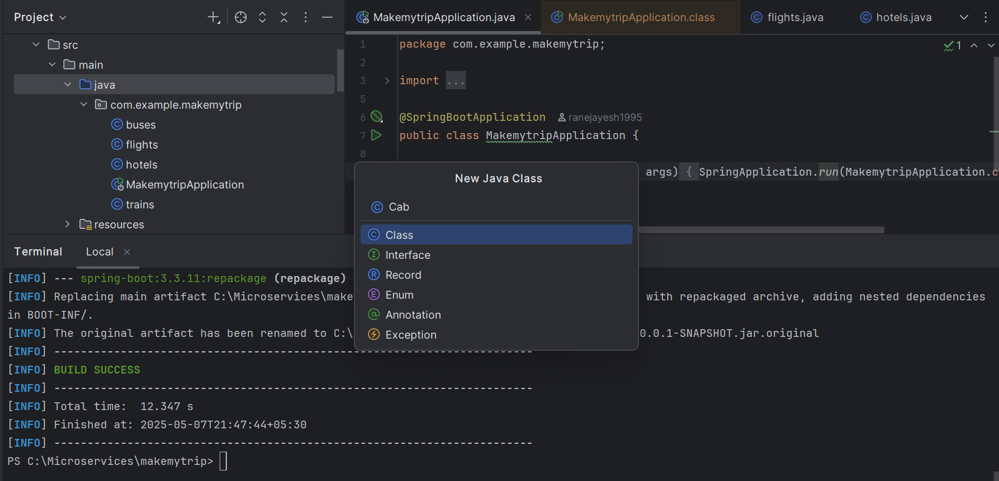 Project
src
main
java
com.example.makemytrip
buses
flights
hotels
MakemytripApplication
trains
resources
MakemytripApplication.java
MakemytripApplication.class
flights.java
hotels.java
1 package com.example.makemytrip;
1
2
3 import ...
5
6 @SpringBootApplication ranejayesh1995
7 public class MakemytripApplication {
8
args) { SpringApplication.run(MakemytripApplication.c
New Java Class
Cab
Class
Interface
Record
Enum
Annotation
Exception
Terminal Local
[INFO] --- spring-boot:3.3.11:repackage (repackage)
[INFO] Replacing main artifact C:\Microservices\make with repackaged archive, adding nested dependencies
in BOOT-INF/.
[INFO] The original artifact has been renamed to C:\ 0.0.1-SNAPSHOT.jar.original
[INFO] ------------------------------------------------------------------------
[INFO] BUILD SUCCESS
[INFO] ------------------------------------------------------------------------
[INFO] Total time:  12.347 s
[INFO] Finished at: 2025-05-07T21:47:44+05:30
[INFO] ------------------------------------------------------------------------
PS C:\Microservices\makemytrip>